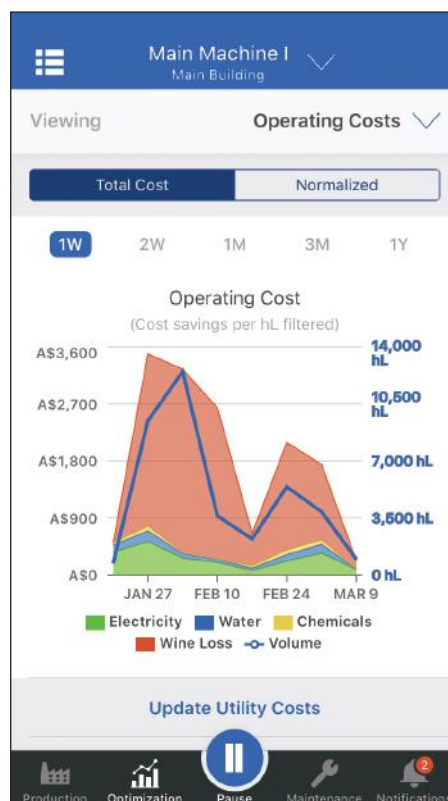 Main Machine I
Main Building
Viewing
Operating Costs
Total Cost
Normalized
1W 2W 1M 3M 1Y
Operating Cost
(Cost savings per hL filtered)
A$3,600
A$2,700
A$1,800
A$900
A$0
14,000 hL
10,500 hL
7,000 hL
3,500 hL
0 hL
JAN 27 FEB 10 FEB 24 MAR 9
Electricity Water Chemicals
Wine Loss Volume
Update Utility Costs
2
Production Optimization Pause Maintenance Notifications